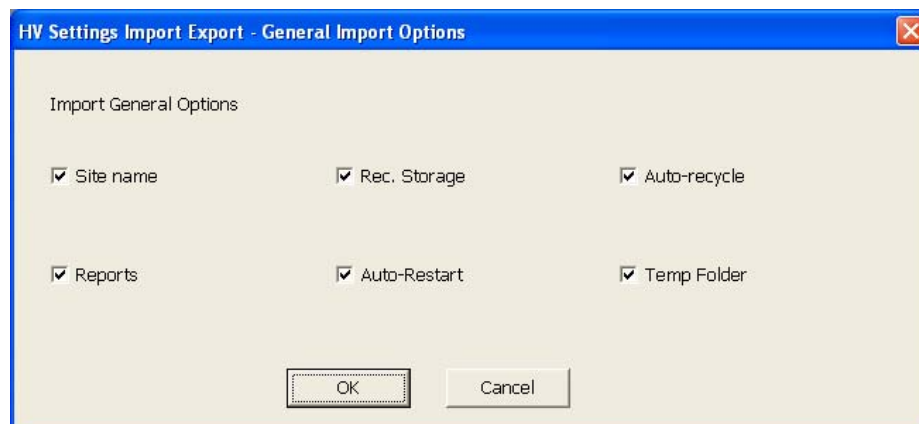 HV Settings Import Export - General Import Options
Import General Options
Site name Rec. Storage Auto-recycle
Reports Auto-Restart Temp Folder
OK Cancel